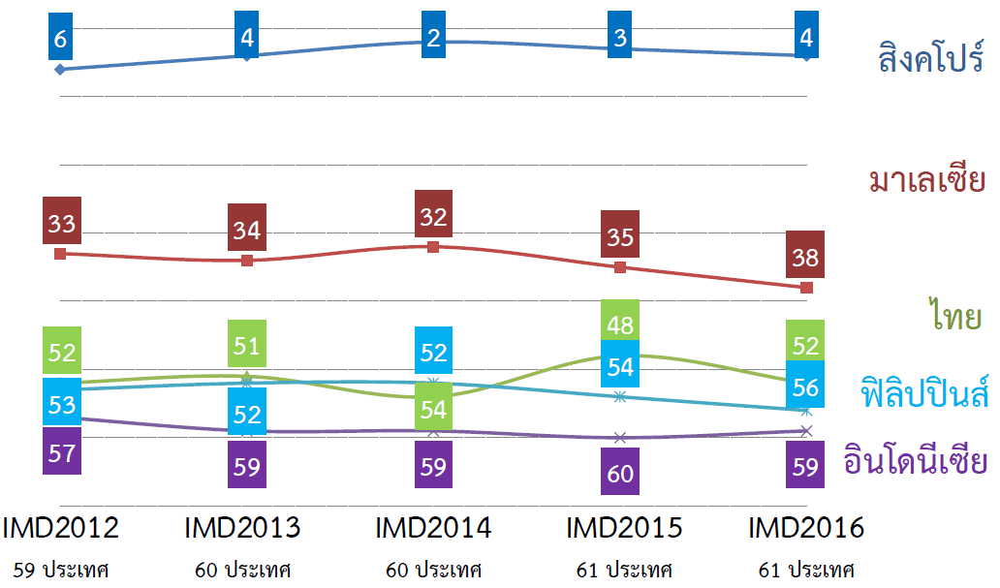 6 4 2 3 4 สิงคโปร์
มาเลเซีย
33 34 32 35 38
ไทย
52 51 52 48 52
53 52 54 54 56 ฟิลิปปินส์
57 59 59 60 59 อินโดนีเซีย
IMD2012 IMD2013 IMD2014 IMD2015 IMD2016
59 ประเทศ 60 ประเทศ 60 ประเทศ 61 ประเทศ 61 ประเทศ